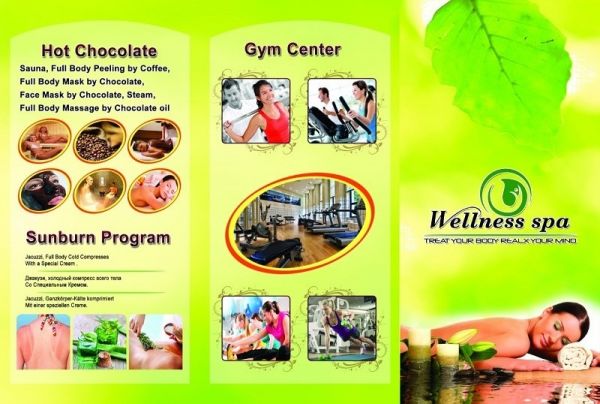 Hot Chocolate
Sauna, Full Body Peeling by Coffee,
Full Body Mask by Chocolate,
Face Mask by Chocolate, Steam,
Full Body Massage by Chocolate oil
Sunburn Program
Jacuzzi, Full Body Cold Compresses
With a Special Cream .
Джакузи, холодный компресс всего тела
Со Специальным Кремом.
Jacuzzi, Ganzkörper-Kälte komprimiert
Mit einer speziellen Creme.
Gym Center
Wellness spa
TREAT YOUR BODY REALX YOUR MIND